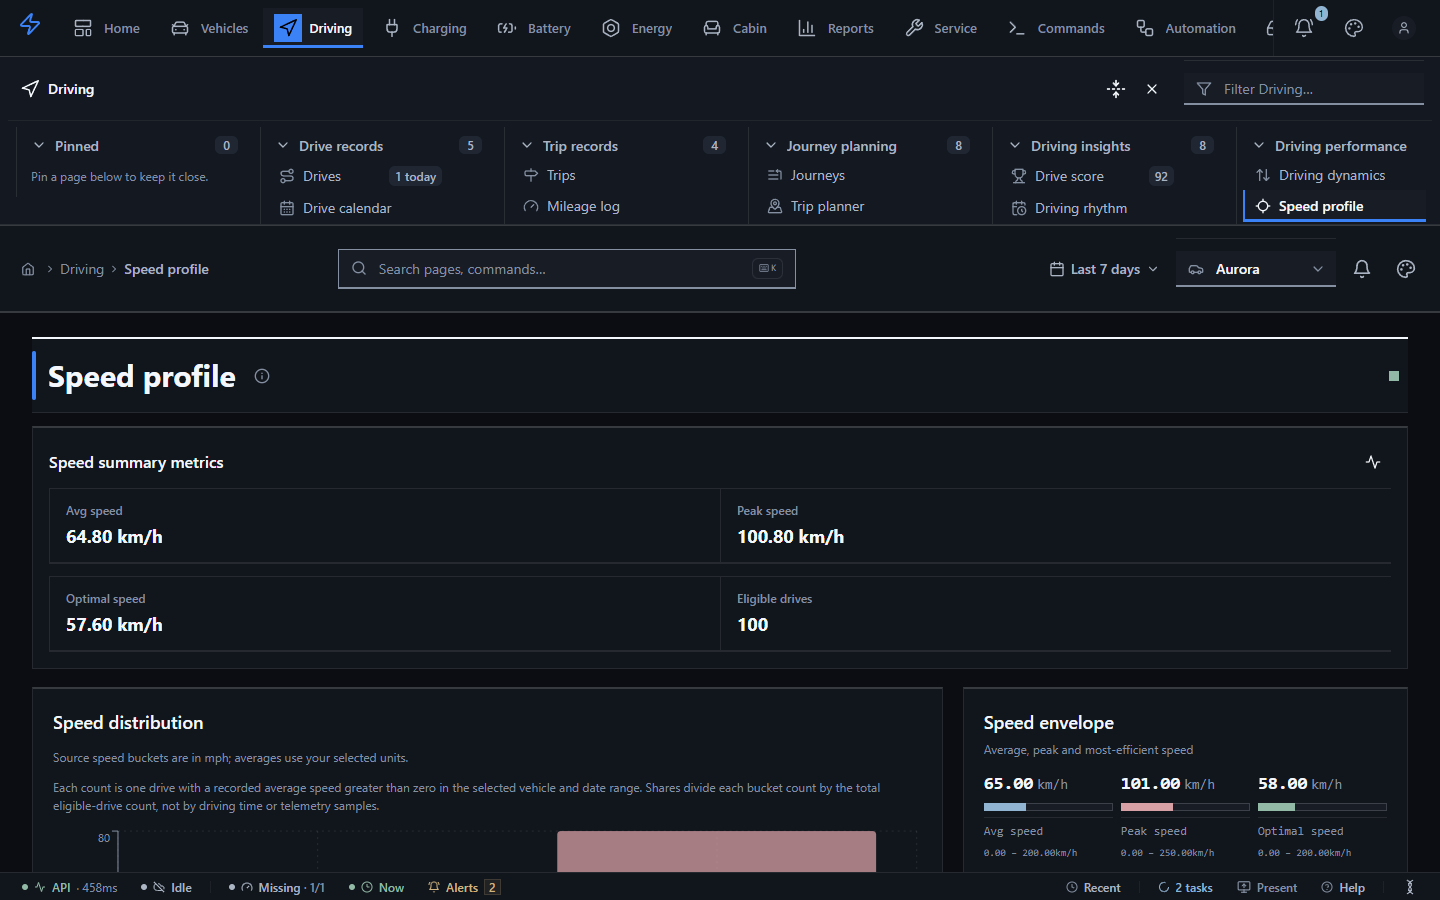 Home
Vehicles
Driving
Charging
Battery
Energy
Cabin
Reports
Service
Commands
Automation
1
Driving
Filter Driving...
Pinned 0
Pin a page below to keep it close.
Drive records 5
Drives 1 today
Drive calendar
Trip records 4
Trips
Mileage log
Journey planning 8
Journeys
Trip planner
Driving insights 8
Drive score 92
Driving rhythm
Driving performance
Driving dynamics
Speed profile
Driving > Speed profile
Search pages, commands... K
Last 7 days
Aurora
Speed profile
Speed summary metrics
Avg speed
64.80 km/h
Peak speed
100.80 km/h
Optimal speed
57.60 km/h
Eligible drives
100
Speed distribution
Source speed buckets are in mph; averages use your selected units.
Each count is one drive with a recorded average speed greater than zero in the selected vehicle and date range. Shares divide each bucket count by the total
eligible-drive count, not by driving time or telemetry samples.
80
Speed envelope
Average, peak and most-efficient speed
65.00 km/h
Avg speed
0.00 – 200.00km/h
101.00 km/h
Peak speed
0.00 – 250.00km/h
58.00 km/h
Optimal speed
0.00 – 200.00km/h
API · 458ms
Idle
Missing · 1/1
Now
Alerts 2
Recent
2 tasks
Present
Help